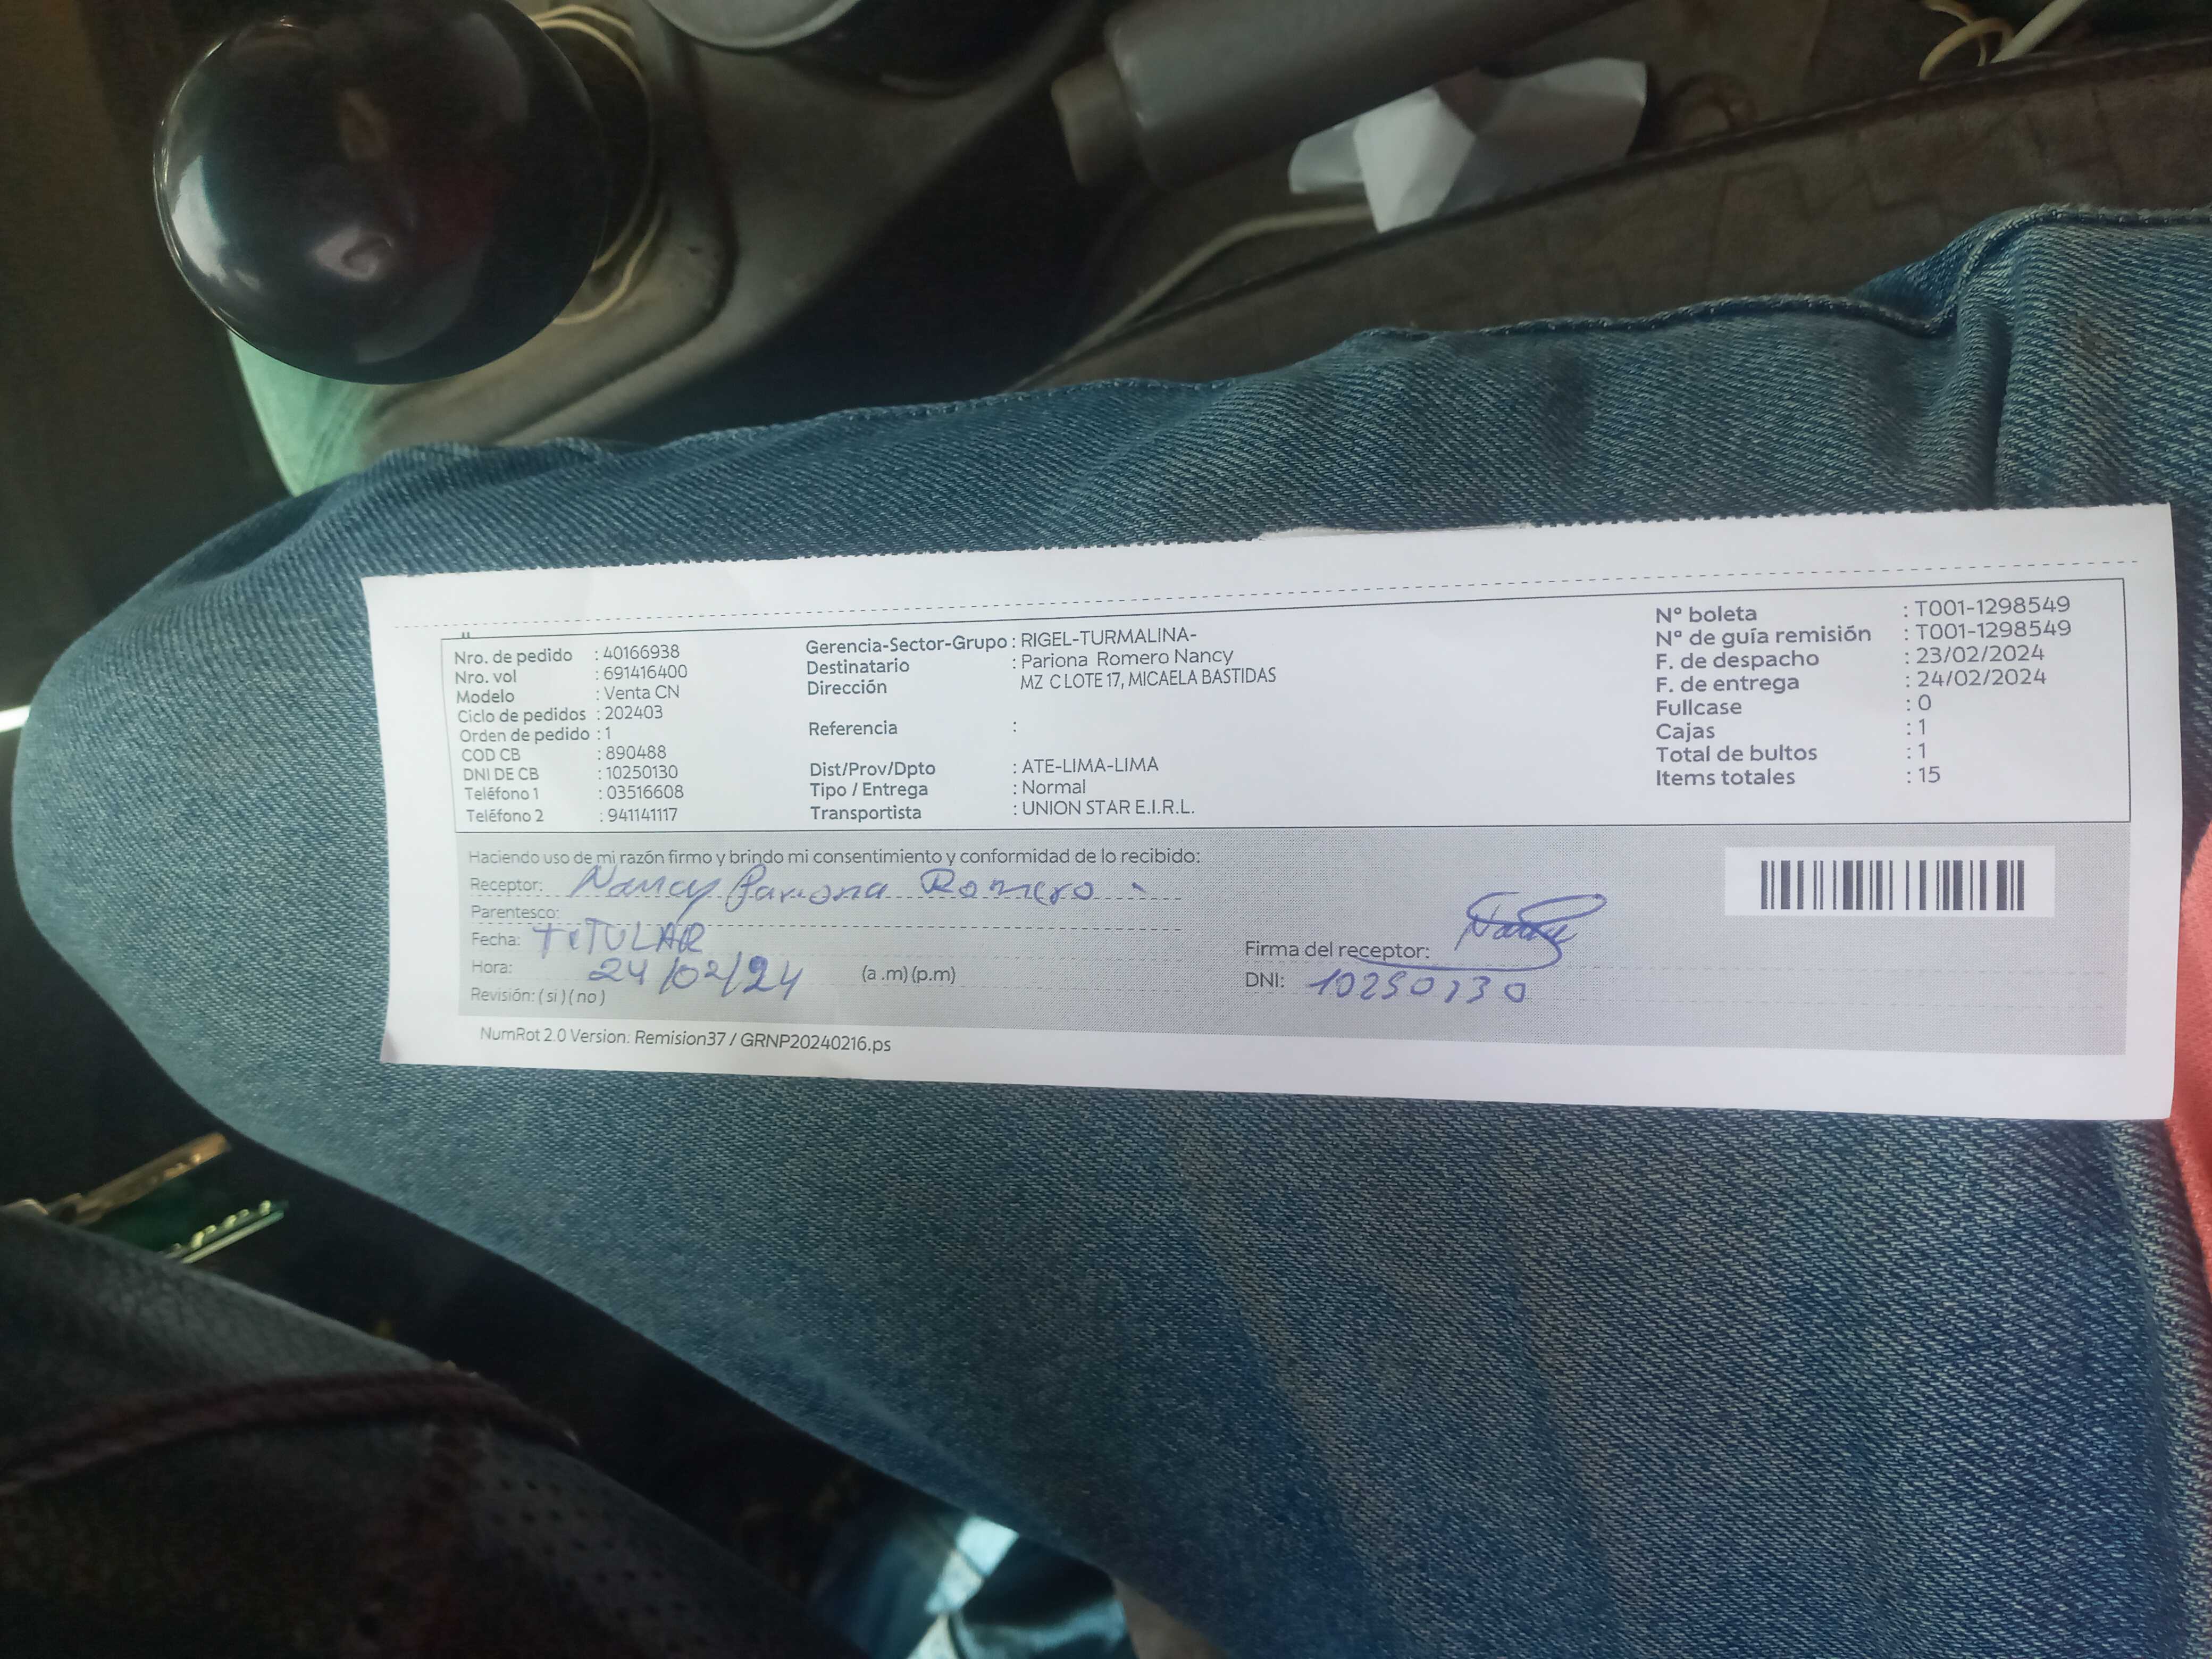 Nro. de pedido : 40166938
Nro. vol : 691416400
Modelo : Venta CN
Ciclo de pedidos : 202403
Orden de pedido : 1
COD CB : 890488
DNI DE CB : 10250130
Teléfono 1 : 03516608
Teléfono 2 : 941141117
Gerencia-Sector-Grupo : RIGEL-TURMALINA-
Destinatario : Pariona Romero Nancy
Dirección MZ C LOTE 17, MICAELA BASTIDAS
Referencia :
Dist/Prov/Dpto : ATE-LIMA-LIMA
Tipo / Entrega : Normal
Transportista : UNION STAR E.I.R.L.
Nº boleta : T001-1298549
Nº de guía remisión : T001-1298549
F. de despacho : 23/02/2024
F. de entrega : 24/02/2024
Fullcase : 0
Cajas : 1
Total de bultos : 1
Items totales : 15
Haciendo uso de mi razón firmo y brindo mi consentimiento y conformidad de lo recibido:
Receptor: Nancy Pariona Romero
Parentesco:
Fecha: TITULAR
Hora: 24/02/24 (a .m) (p.m)
Revisión: ( si ) ( no )
Firma del receptor:
DNI: 10250130
NumRot 2.0 Version: Remision37 / GRNP20240216.ps